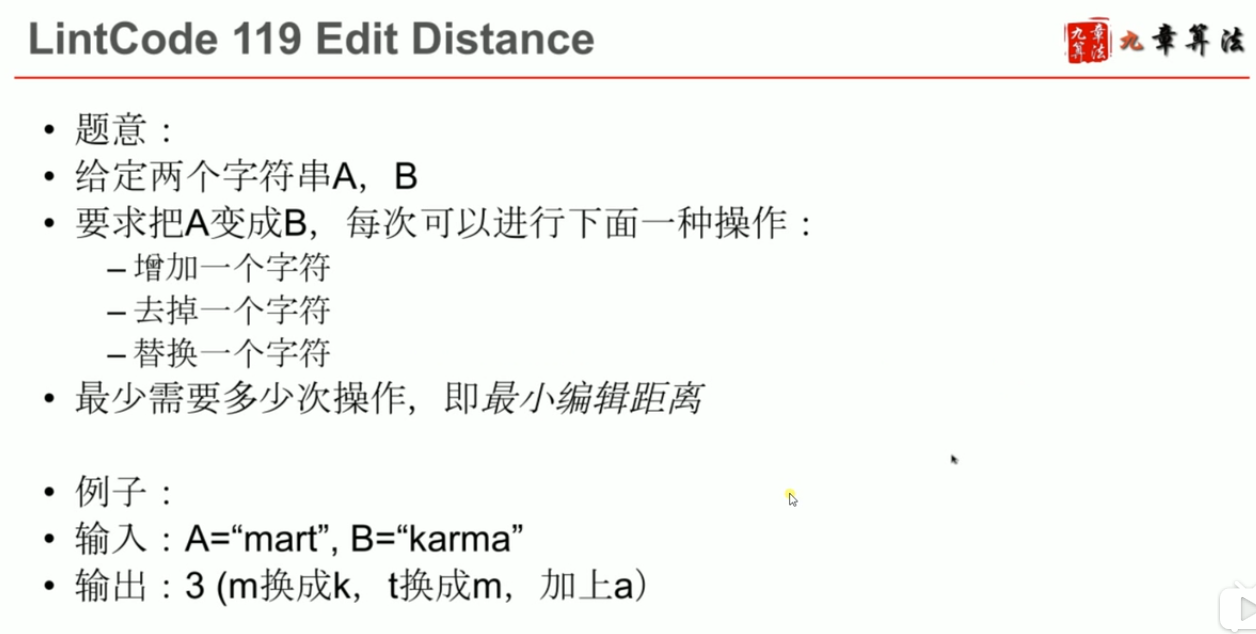 LintCode 119 Edit Distance
九章算法 九章算法
• 题意：
• 给定两个字符串A，B
• 要求把A变成B，每次可以进行下面一种操作：
– 增加一个字符
– 去掉一个字符
– 替换一个字符
• 最少需要多少次操作，即最小编辑距离
• 例子：
• 输入：A=“mart”, B=“karma”
• 输出：3 (m换成k，t换成m，加上a）